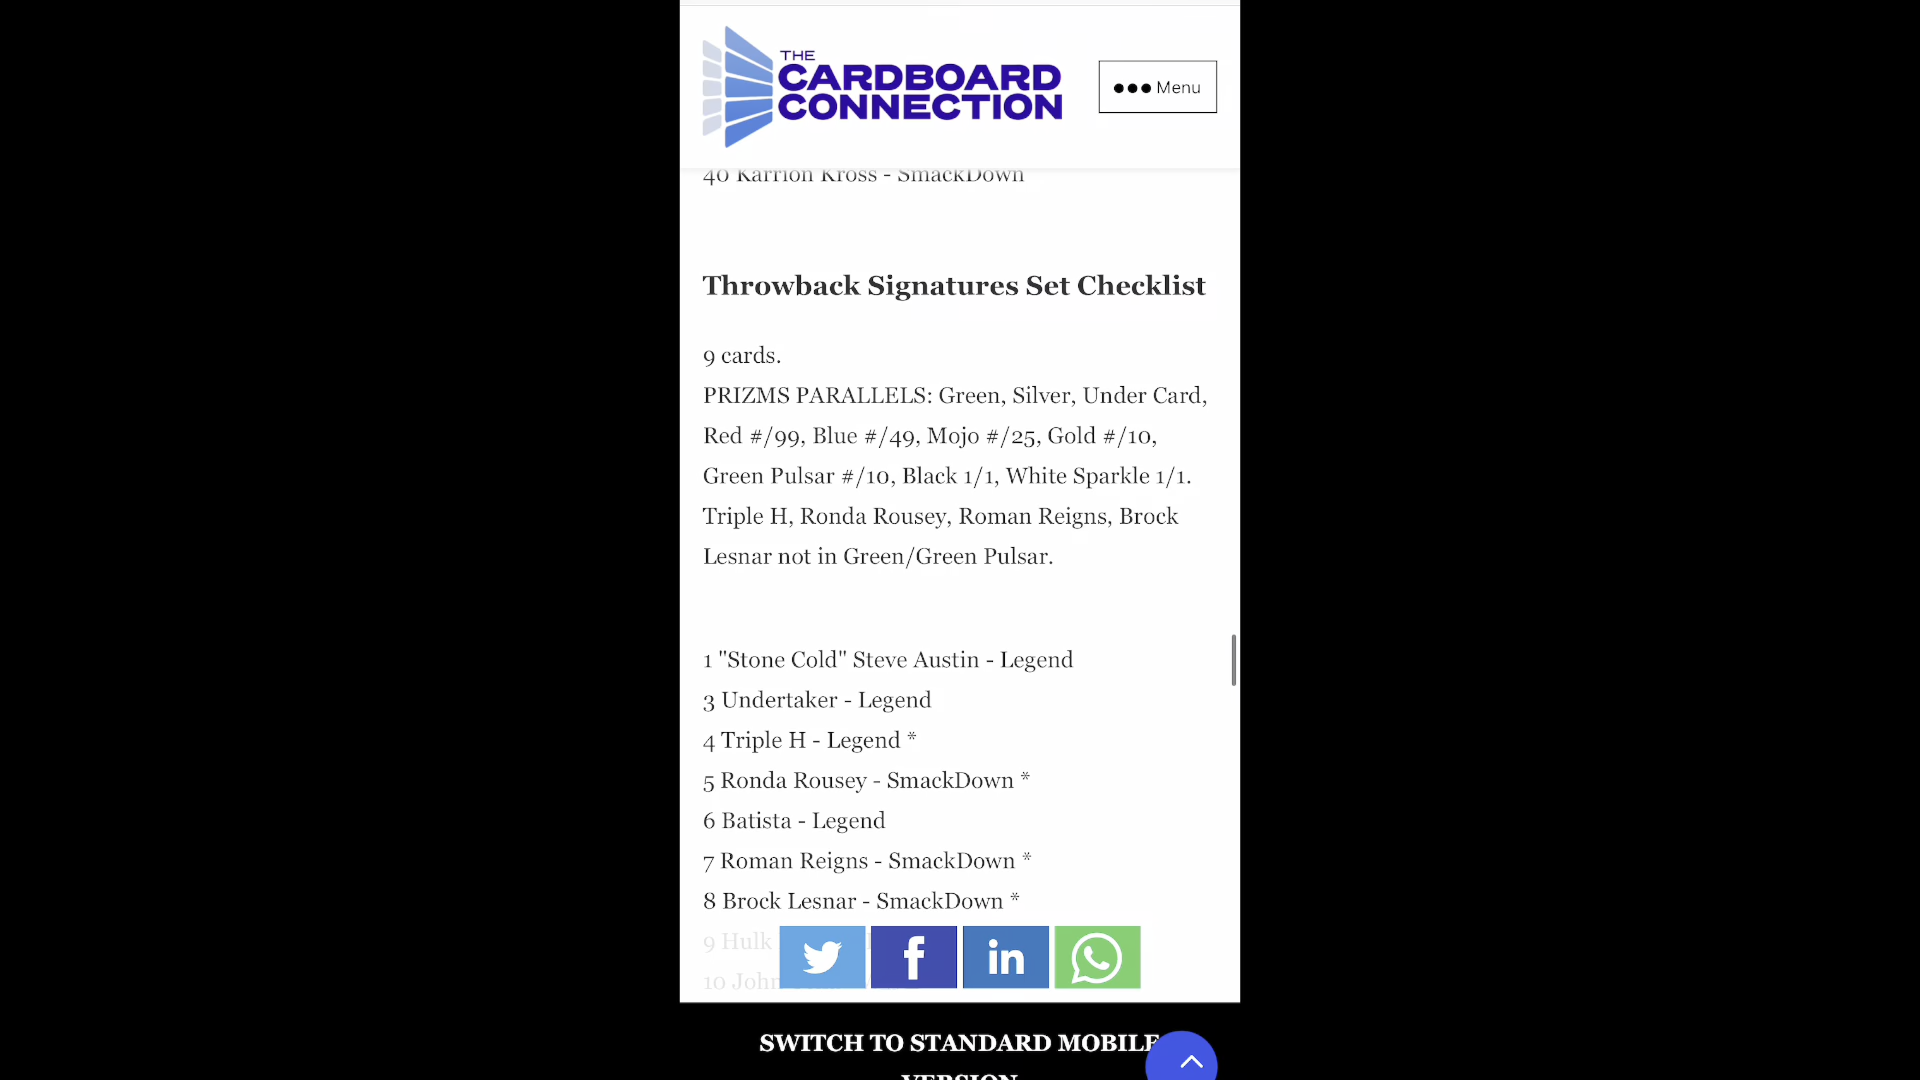 THE
CARDBOARD
CONNECTION
Menu
40 Karrion Kross - SmackDown
Throwback Signatures Set Checklist
9 cards.
PRIZMS PARALLELS: Green, Silver, Under Card,
Red #/99, Blue #/49, Mojo #/25, Gold #/10,
Green Pulsar #/10, Black 1/1, White Sparkle 1/1.
Triple H, Ronda Rousey, Roman Reigns, Brock
Lesnar not in Green/Green Pulsar.
1 "Stone Cold" Steve Austin - Legend
3 Undertaker - Legend
4 Triple H - Legend *
5 Ronda Rousey - SmackDown *
6 Batista - Legend
7 Roman Reigns - SmackDown *
8 Brock Lesnar - SmackDown *
9 Hulk
10 John
f
in
SWITCH TO STANDARD MOBILE
VERSION